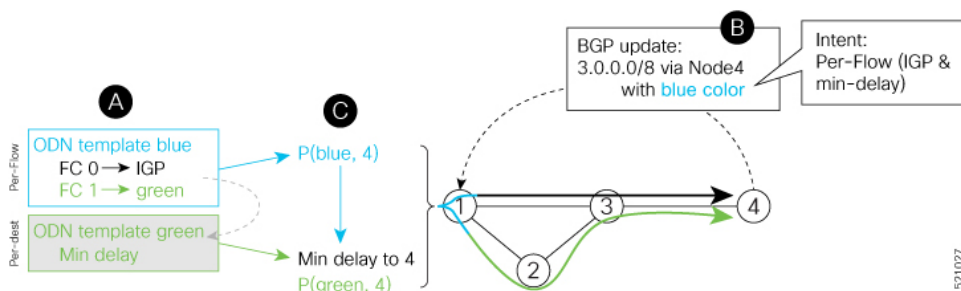 A
Per-Flow
ODN template blue
FC 0 → IGP
FC 1 → green
Per-dest
ODN template green
Min delay
C
P(blue, 4)
Min delay to 4
P(green, 4)
B
BGP update:
3.0.0.0/8 via Node4
with blue color
Intent:
Per-Flow (IGP &
min-delay)
1
3
4
2
521027